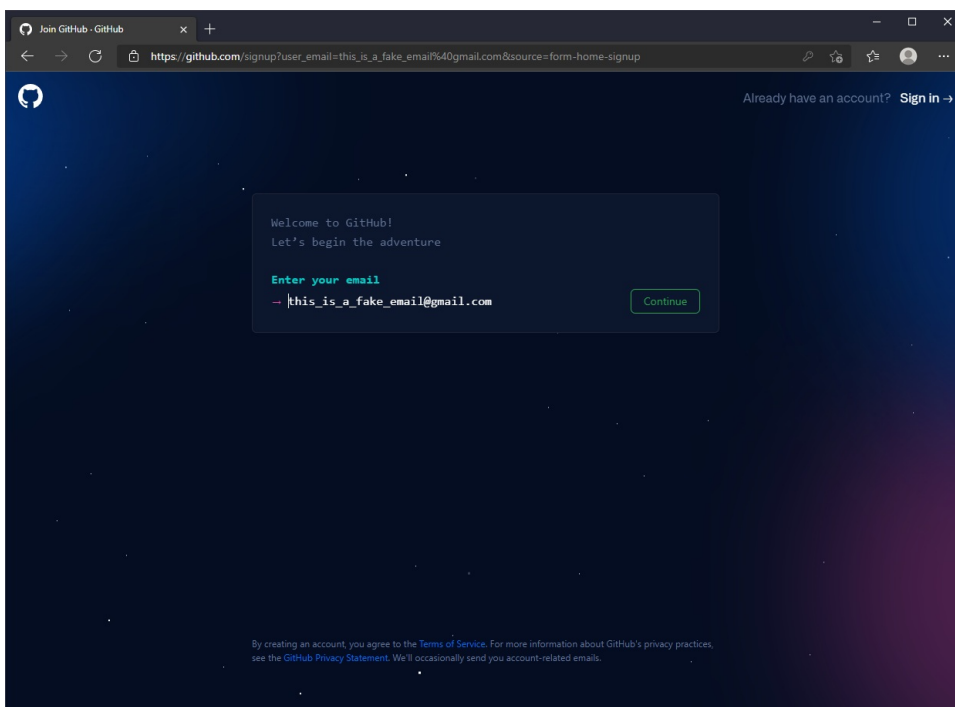 Join GitHub · GitHub
https://github.com/signup?user_email=this_is_a_fake_email%40gmail.com&source=form-home-signup
Already have an account? Sign in →
Welcome to GitHub!
Let's begin the adventure
Enter your email
→ this_is_a_fake_email@gmail.com Continue
By creating an account, you agree to the Terms of Service. For more information about GitHub's privacy practices,
see the GitHub Privacy Statement. We'll occasionally send you account-related emails.